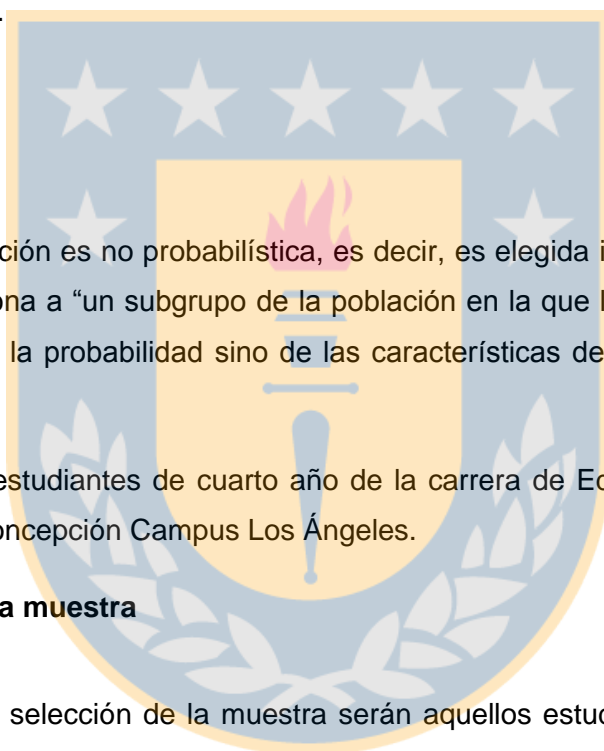 ción es no probabilística, es decir, es elegida i
ona a “un subgrupo de la población en la que l
la probabilidad sino de las características de
estudiantes de cuarto año de la carrera de Ec
oncepción Campus Los Ángeles.
a muestra
selección de la muestra serán aquellos estud